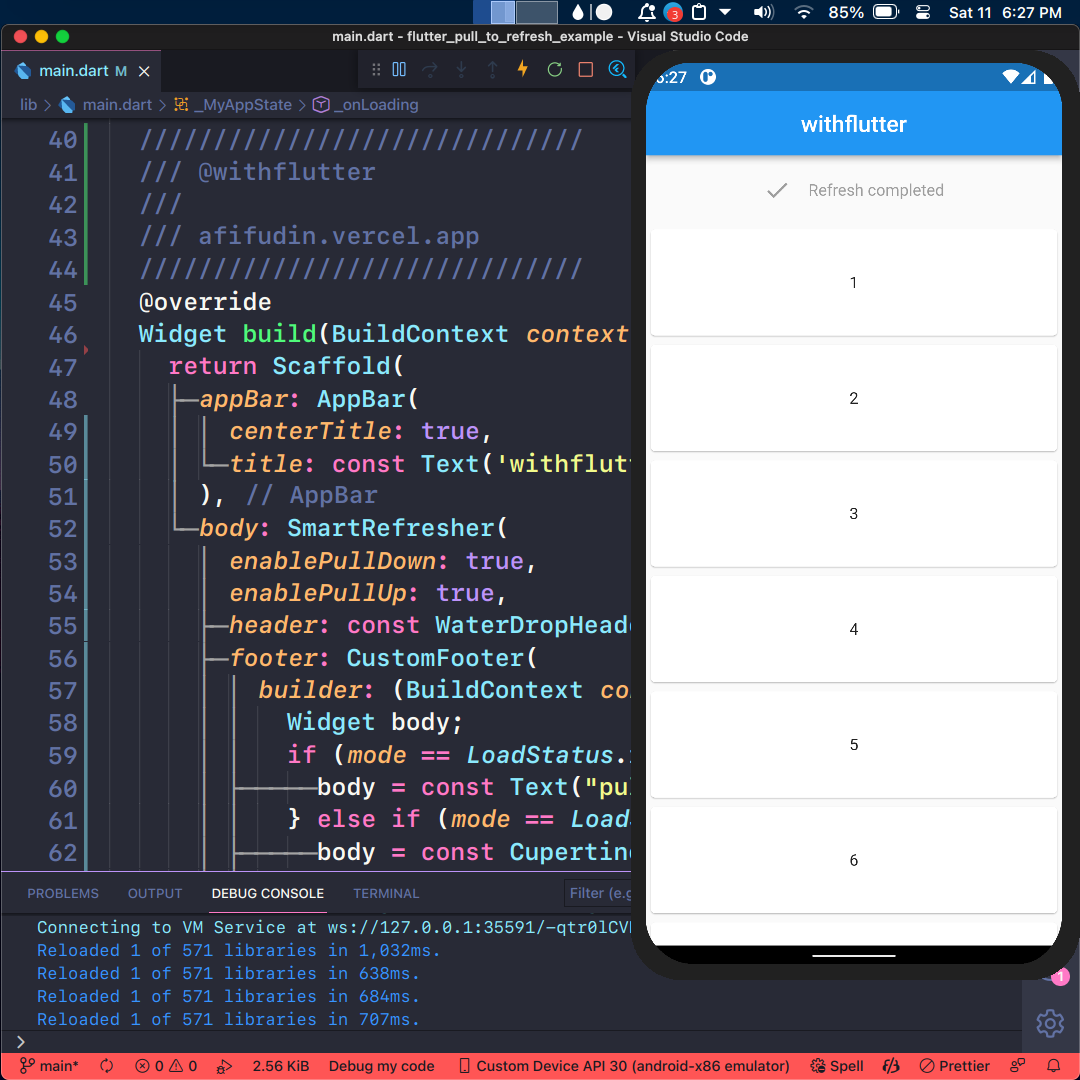 3
85%
Sat 11 6:27 PM
main.dart - flutter_pull_to_refresh_example - Visual Studio Code
main.dart M
lib > main.dart > _MyAppState > _onLoading
40 //////////////////////////////
41 /// @withflutter
42 ///
43 /// afifudin.vercel.app
44 //////////////////////////////
45 @override
46 Widget build(BuildContext context
47 return Scaffold(
48 appBar: AppBar(
49 centerTitle: true,
50 title: const Text('withflut
51 ), // AppBar
52 body: SmartRefresher(
53 enablePullDown: true,
54 enablePullUp: true,
55 header: const WaterDropHead
56 footer: CustomFooter(
57 builder: (BuildContext co
58 Widget body;
59 if (mode == LoadStatus.
60 body = const Text("pu
61 } else if (mode == Load
62 body = const Cupertin
6:27
withflutter
Refresh completed
1
2
3
4
5
6
PROBLEMS OUTPUT DEBUG CONSOLE TERMINAL Filter (e.g
Connecting to VM Service at ws://127.0.0.1:35591/-qtr0lCV
Reloaded 1 of 571 libraries in 1,032ms.
Reloaded 1 of 571 libraries in 638ms.
Reloaded 1 of 571 libraries in 684ms.
Reloaded 1 of 571 libraries in 707ms.
1
>
main* 0 0 2.56 KiB Debug my code Custom Device API 30 (android-x86 emulator) Spell Prettier